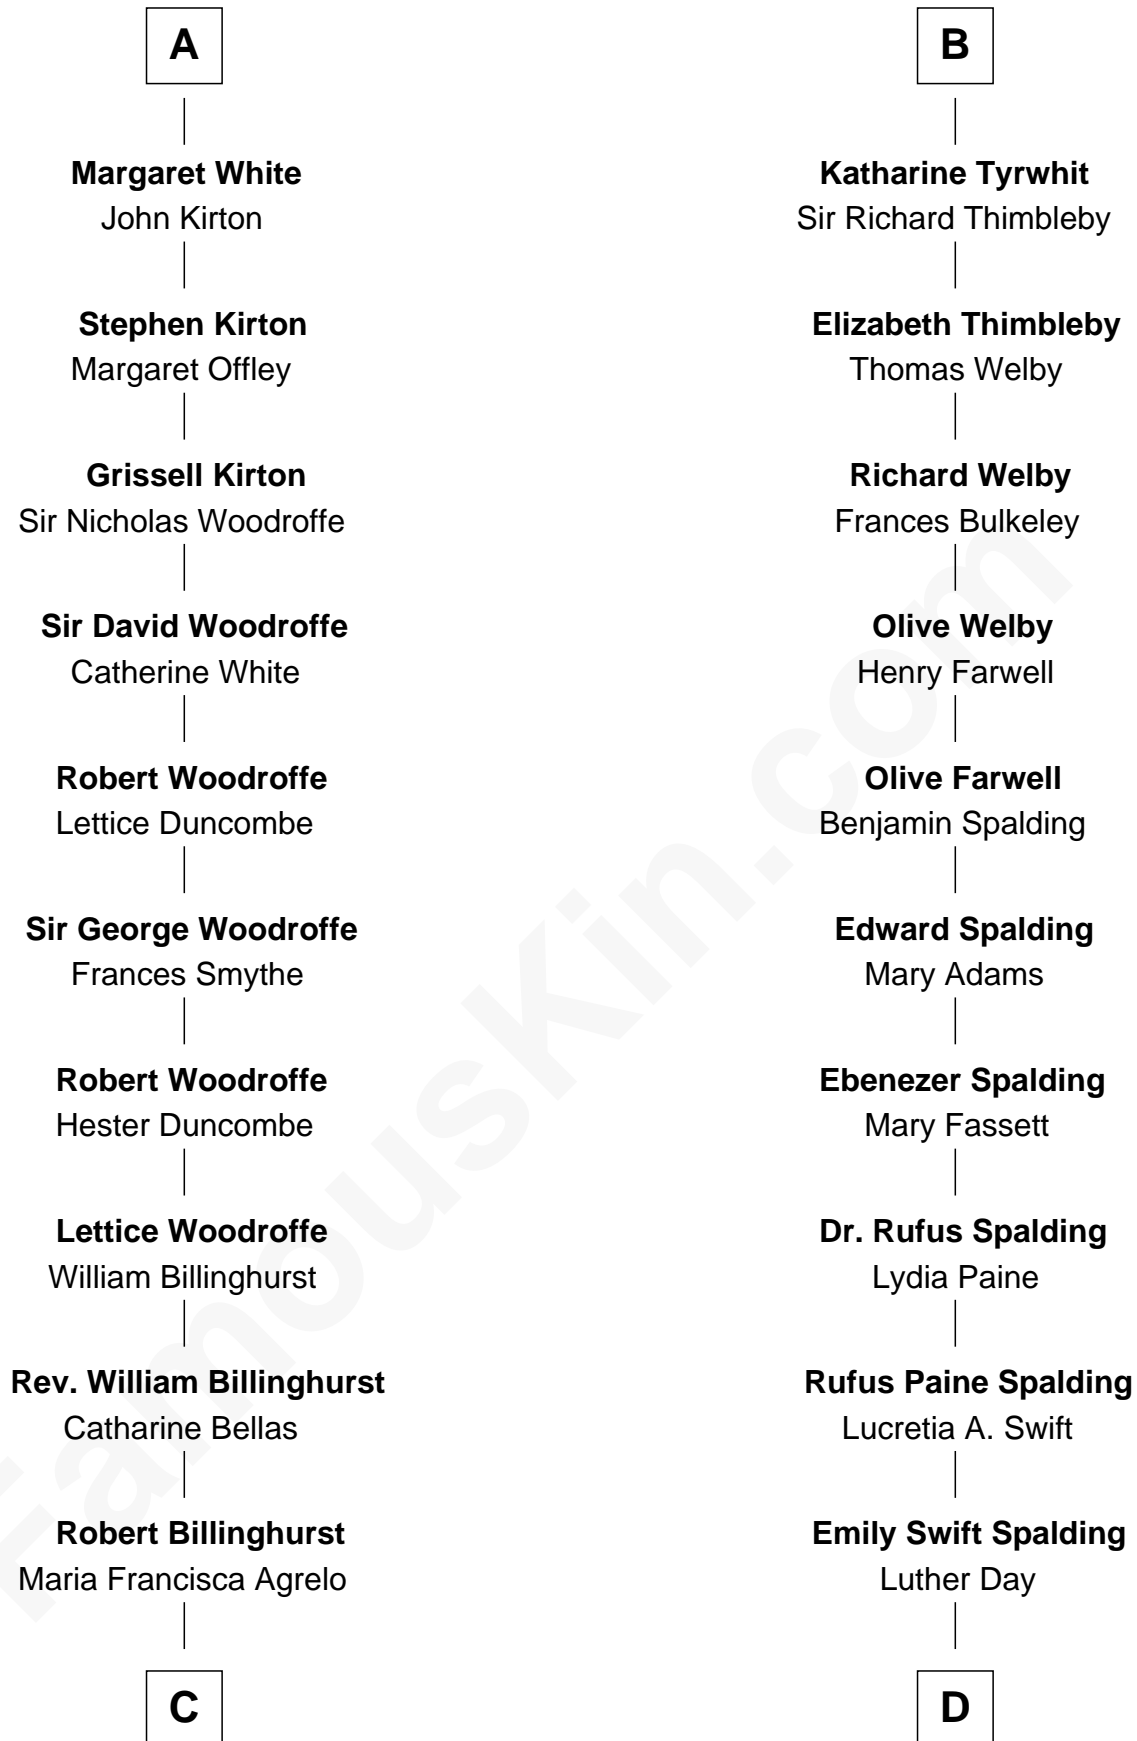 A
Margaret White
John Kirton
Stephen Kirton
Margaret Offley
Grissell Kirton
Sir Nicholas Woodroffe
Sir David Woodroffe
Catherine White
Robert Woodroffe
Lettice Duncombe
Sir George Woodroffe
Frances Smythe
Robert Woodroffe
Hester Duncombe
Lettice Woodroffe
William Billinghurst
Rev. William Billinghurst
Catharine Bellas
Robert Billinghurst
Maria Francisca Agrelo
C
B
Katharine Tyrwhit
Sir Richard Thimbleby
Elizabeth Thimbleby
Thomas Welby
Richard Welby
Frances Bulkeley
Olive Welby
Henry Farwell
Olive Farwell
Benjamin Spalding
Edward Spalding
Mary Adams
Ebenezer Spalding
Mary Fassett
Dr. Rufus Spalding
Lydia Paine
Rufus Paine Spalding
Lucretia A. Swift
Emily Swift Spalding
Luther Day
D
FamousKin.com